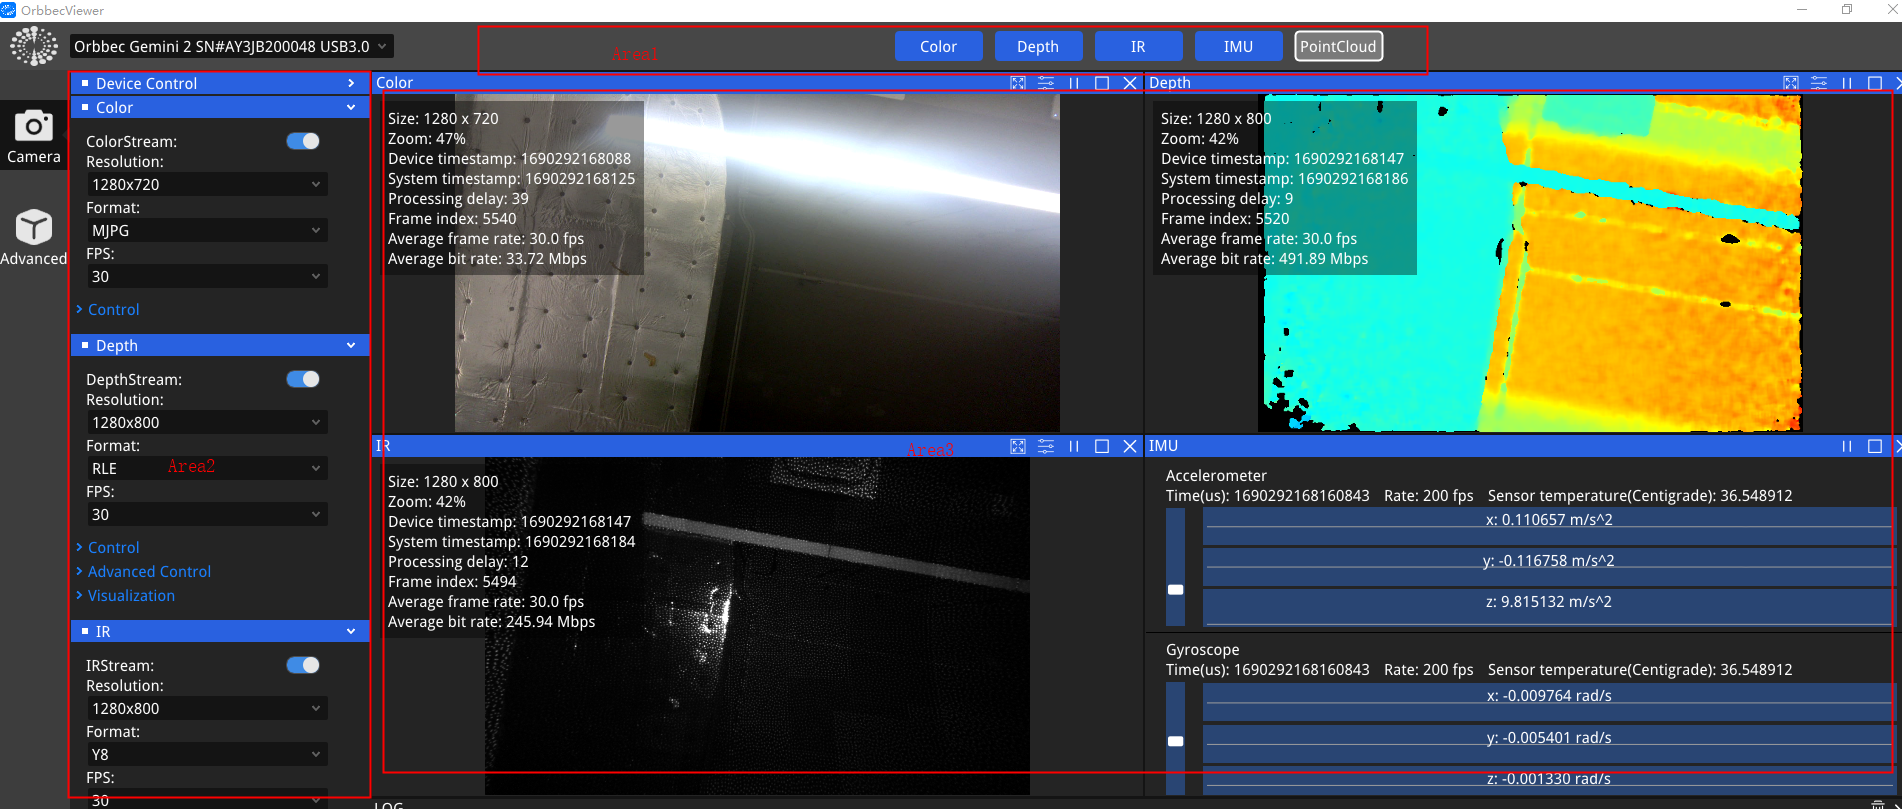 OrbbecViewer
Orbbec Gemini 2 SN#AY3JB200048 USB3.0
Area1
Color
Depth
IR
IMU
PointCloud
Camera
Advanced
Device Control
Color
ColorStream:
Resolution:
1280x720
Format:
MJPG
FPS:
30
Control
Depth
DepthStream:
Resolution:
1280x800
Format:
RLE
Area2
FPS:
30
Control
Advanced Control
Visualization
IR
IRStream:
Resolution:
1280x800
Format:
Y8
FPS:
30
Color
Size: 1280 x 720
Zoom: 47%
Device timestamp: 1690292168088
System timestamp: 1690292168125
Processing delay: 39
Frame index: 5540
Average frame rate: 30.0 fps
Average bit rate: 33.72 Mbps
Depth
Size: 1280 x 800
Zoom: 42%
Device timestamp: 1690292168147
System timestamp: 1690292168186
Processing delay: 9
Frame index: 5520
Average frame rate: 30.0 fps
Average bit rate: 491.89 Mbps
IR
Area3
Size: 1280 x 800
Zoom: 42%
Device timestamp: 1690292168147
System timestamp: 1690292168184
Processing delay: 12
Frame index: 5494
Average frame rate: 30.0 fps
Average bit rate: 245.94 Mbps
IMU
Accelerometer
Time(us): 1690292168160843 Rate: 200 fps Sensor temperature(Centigrade): 36.548912
x: 0.110657 m/s^2
y: -0.116758 m/s^2
z: 9.815132 m/s^2
Gyroscope
Time(us): 1690292168160843 Rate: 200 fps Sensor temperature(Centigrade): 36.548912
x: -0.009764 rad/s
y: -0.005401 rad/s
z: -0.001330 rad/s
LOG